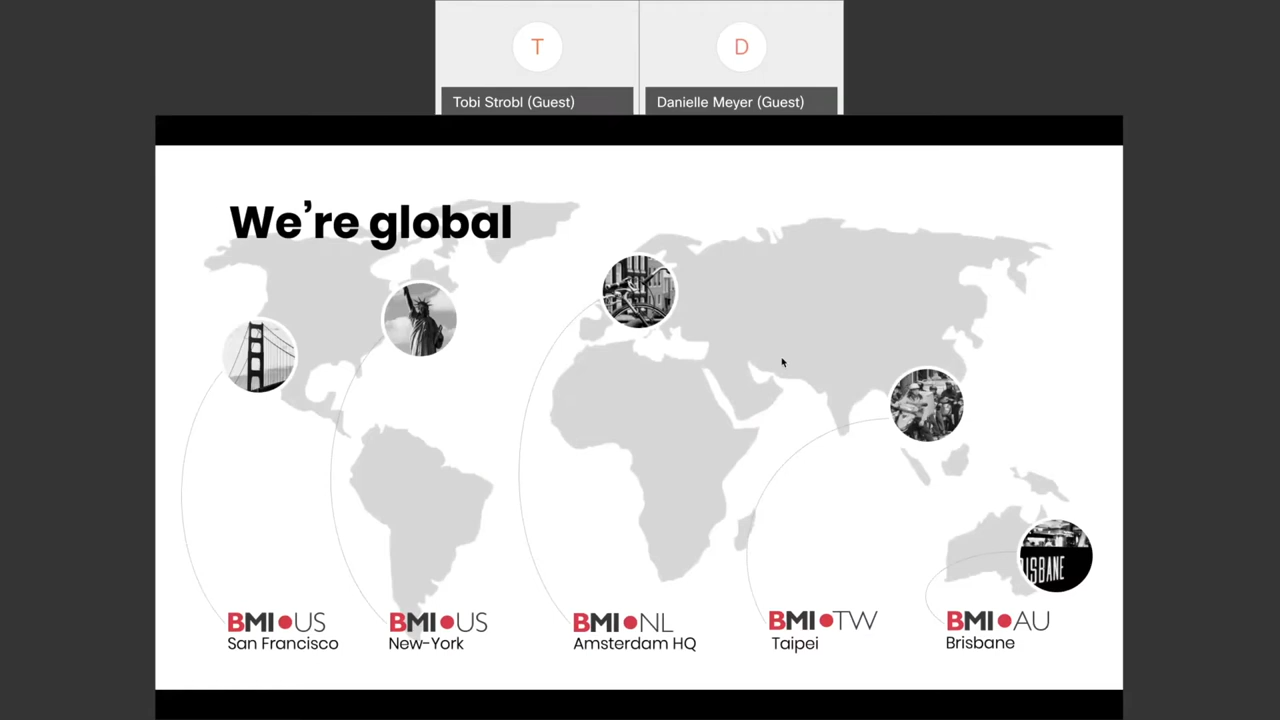 T
D
Tobi Strobl (Guest)
Danielle Meyer (Guest)
We’re global
ISBANE
BMI•US
San Francisco
BMI•US
New-York
BMI•NL
Amsterdam HQ
BMI•TW
Taipei
BMI•AU
Brisbane